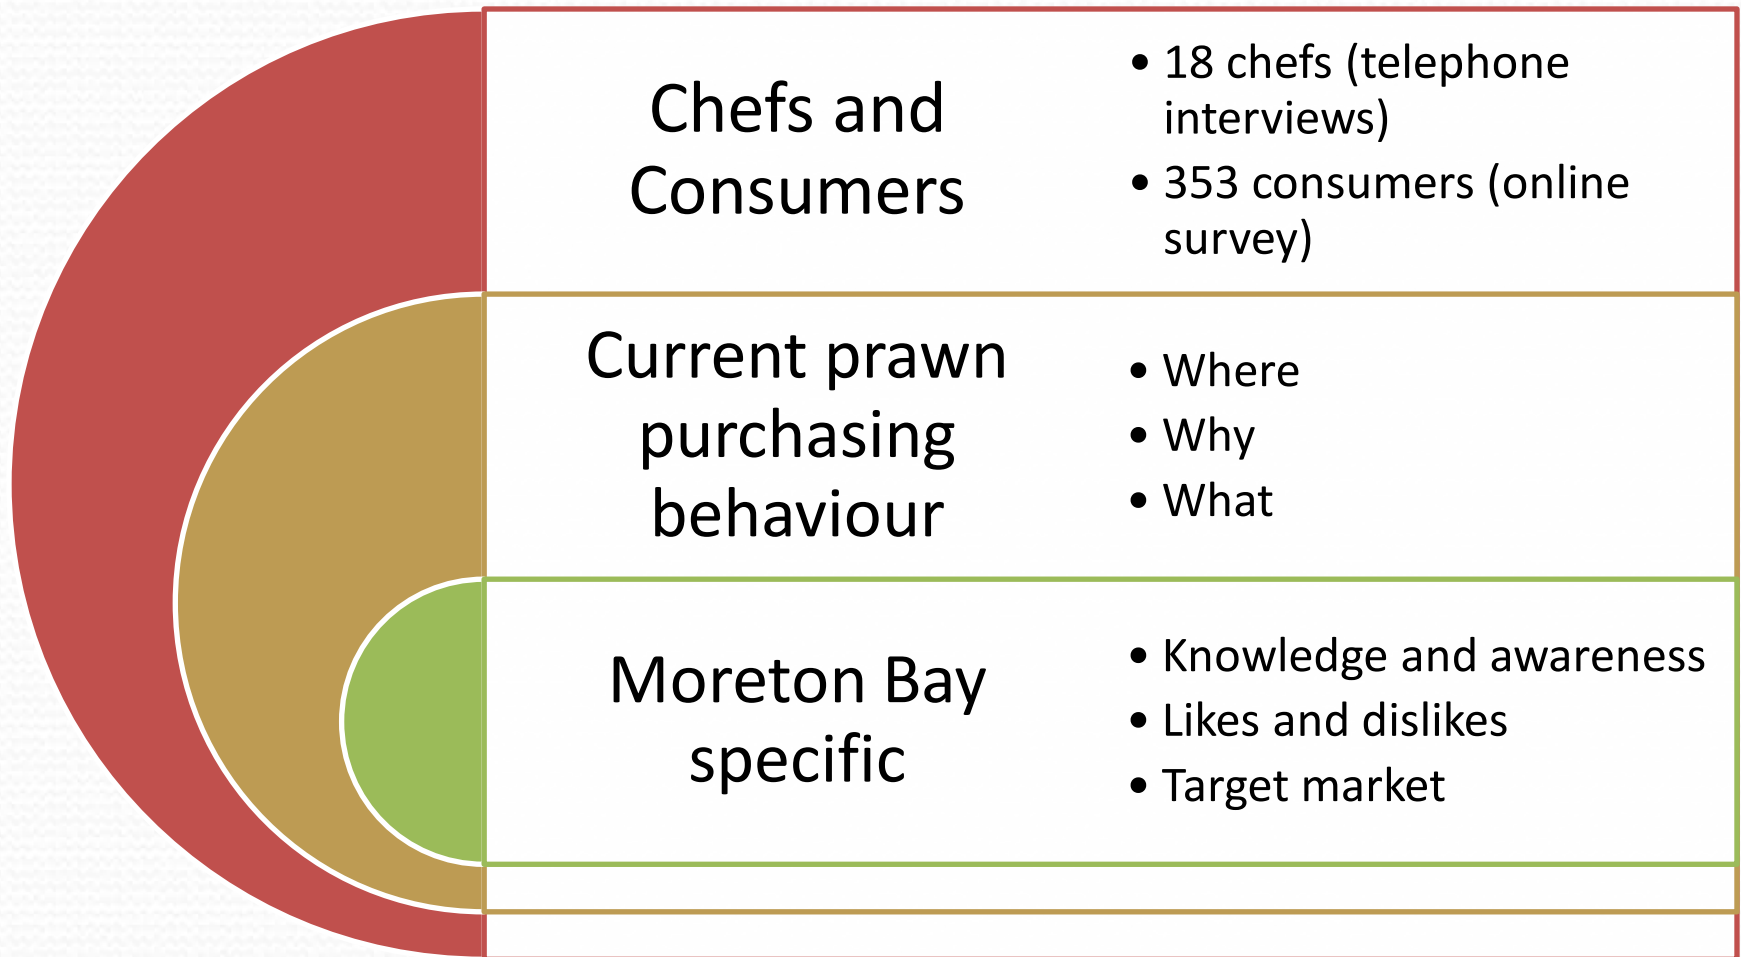 Chefs and
Consumers
• 18 chefs (telephone
interviews)
• 353 consumers (online
survey)
Current prawn
purchasing
behaviour
• Where
• Why
• What
Moreton Bay
specific
• Knowledge and awareness
• Likes and dislikes
• Target market